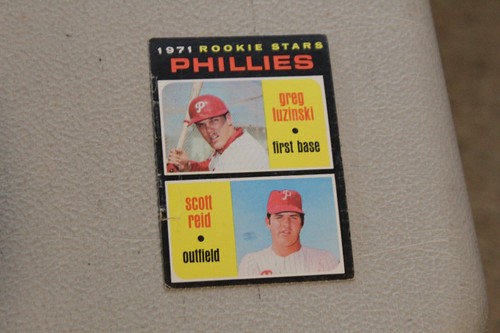 1971 ROOKIE STARS
PHILLIES
greg
luzinski
•
first base
P
scott
reid
•
outfield
P